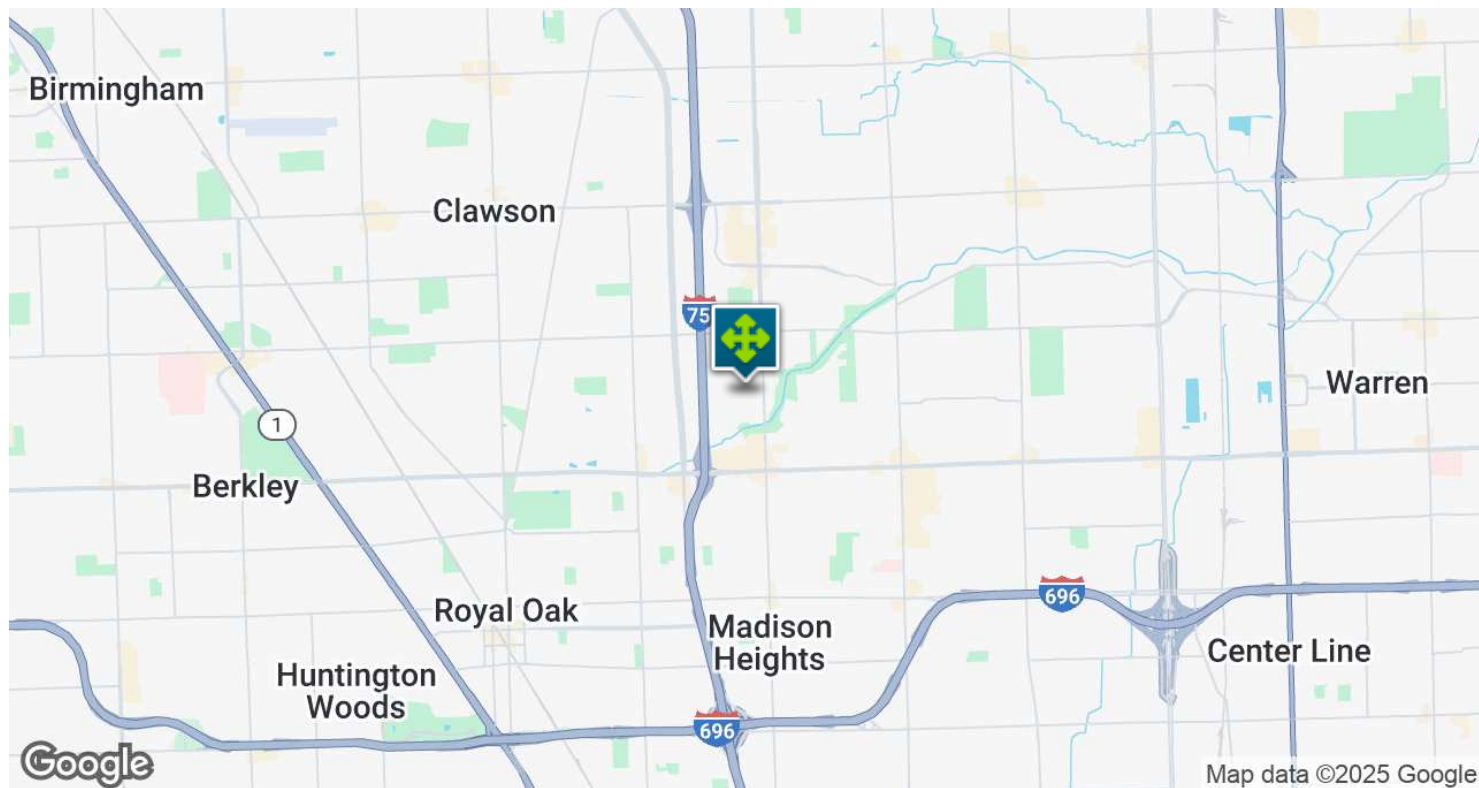 Birmingham
Clawson
75
Warren
1
Berkley
696
Royal Oak
Madison
Heights
Center Line
Huntington
Woods
696
Google
Map data ©2025 Google